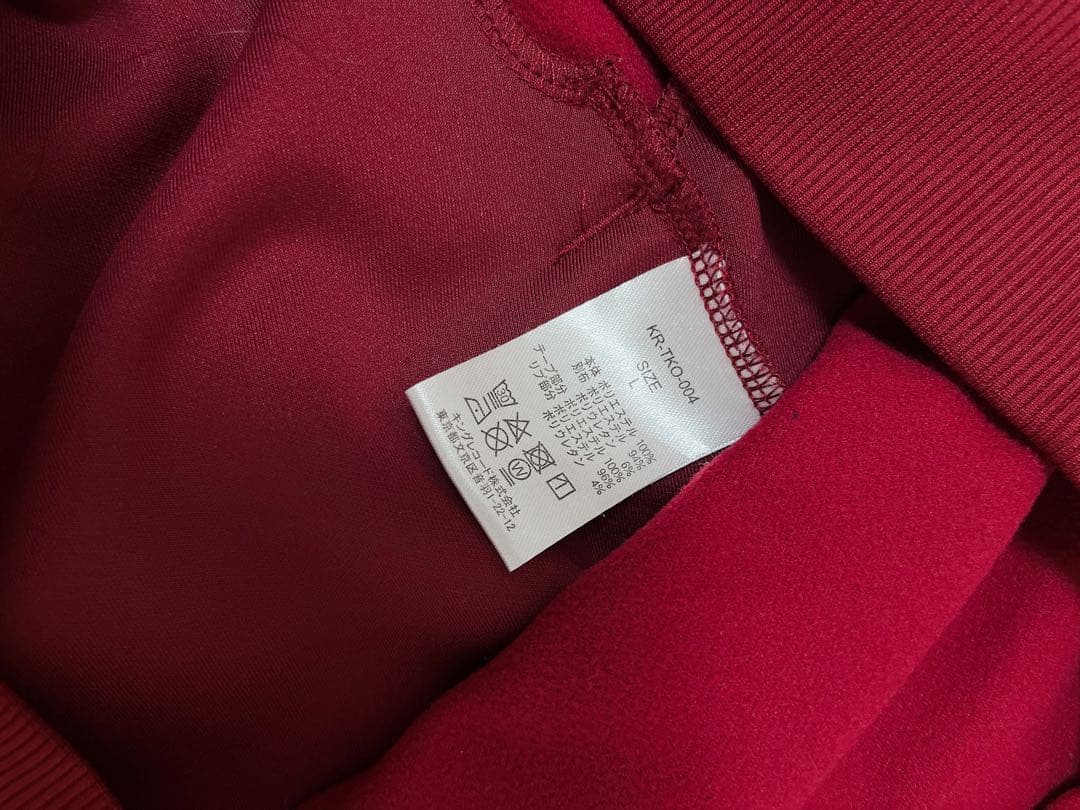 KR-TKO-004
SIZE
L
本体 ポリエステル 100%
別布 ポリエステル 94%
ポリウレタン 6%
テープ部分 ポリエステル 100%
リブ部分 ポリエステル 96%
ポリウレタン 4%
30
W
キングレコード株式会社
東京都文京区音羽1-22-12